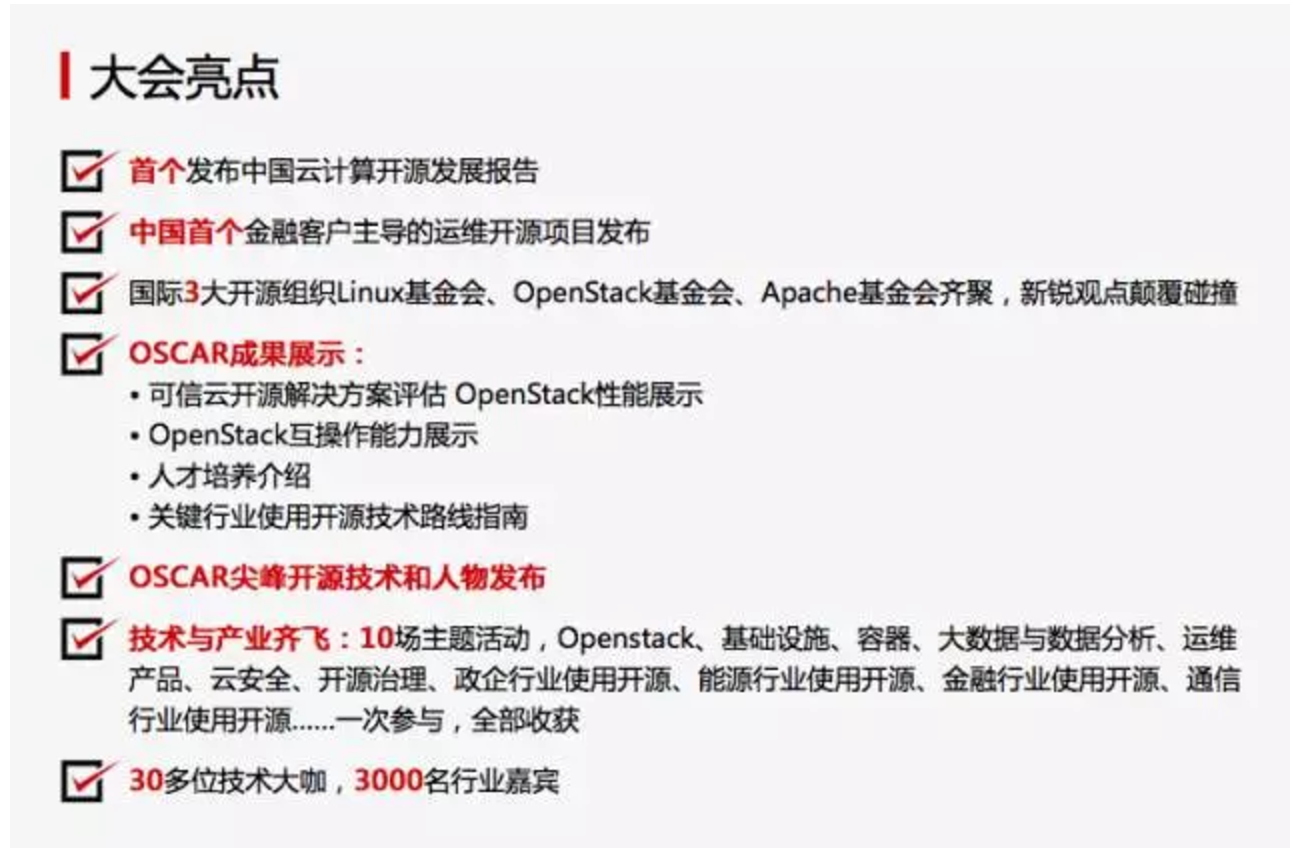 大会亮点
首个发布中国云计算开源发展报告
中国首个金融客户主导的运维开源项目发布
国际3大开源组织Linux基金会、OpenStack基金会、Apache基金会齐聚，新锐观点颠覆碰撞
OSCAR成果展示：
• 可信云开源解决方案评估 OpenStack性能展示
• OpenStack互操作能力展示
• 人才培养介绍
• 关键行业使用开源技术路线指南
OSCAR尖峰开源技术和人物发布
技术与产业齐飞：10场主题活动，Openstack、基础设施、容器、大数据与数据分析、运维
产品、云安全、开源治理、政企行业使用开源、能源行业使用开源、金融行业使用开源、通信
行业使用开源......一次参与，全部收获
30多位技术大咖，3000名行业嘉宾